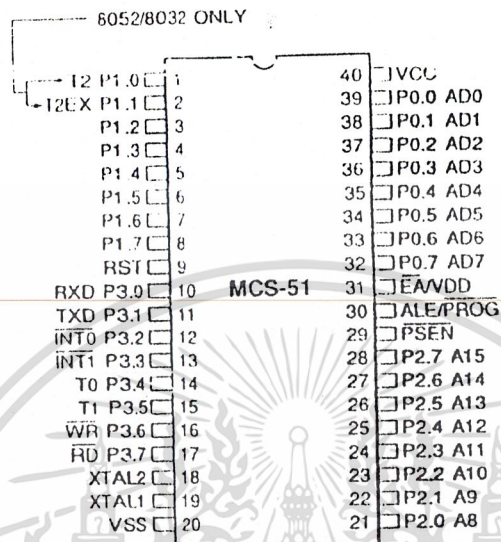 8052/8032 ONLY
T2 P1.0 1 40 VCC
T2EX P1.1 2 39 P0.0 AD0
P1.2 3 38 P0.1 AD1
P1.3 4 37 P0.2 AD2
P1.4 5 36 P0.3 AD3
P1.5 6 35 P0.4 AD4
P1.6 7 34 P0.5 AD5
P1.7 8 33 P0.6 AD6
RST 9 32 P0.7 AD7
RXD P3.0 10 MCS-51 31 EA/VDD
TXD P3.1 11 30 ALE/PROG
INT0 P3.2 12 29 PSEN
INT1 P3.3 13 28 P2.7 A15
T0 P3.4 14 27 P2.6 A14
T1 P3.5 15 26 P2.5 A13
WR P3.6 16 25 P2.4 A12
RD P3.7 17 24 P2.3 A11
XTAL2 18 23 P2.2 A10
XTAL1 19 22 P2.1 A9
VSS 20 21 P2.0 A8